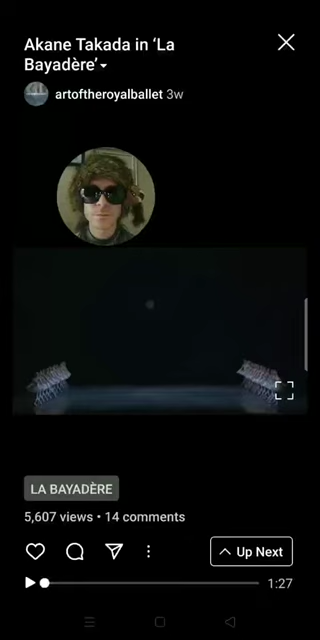 Akane Takada in ‘La
Bayadère’
artoftheroyalballet 3w
LA BAYADÈRE
5,607 views • 14 comments
Up Next
1:27